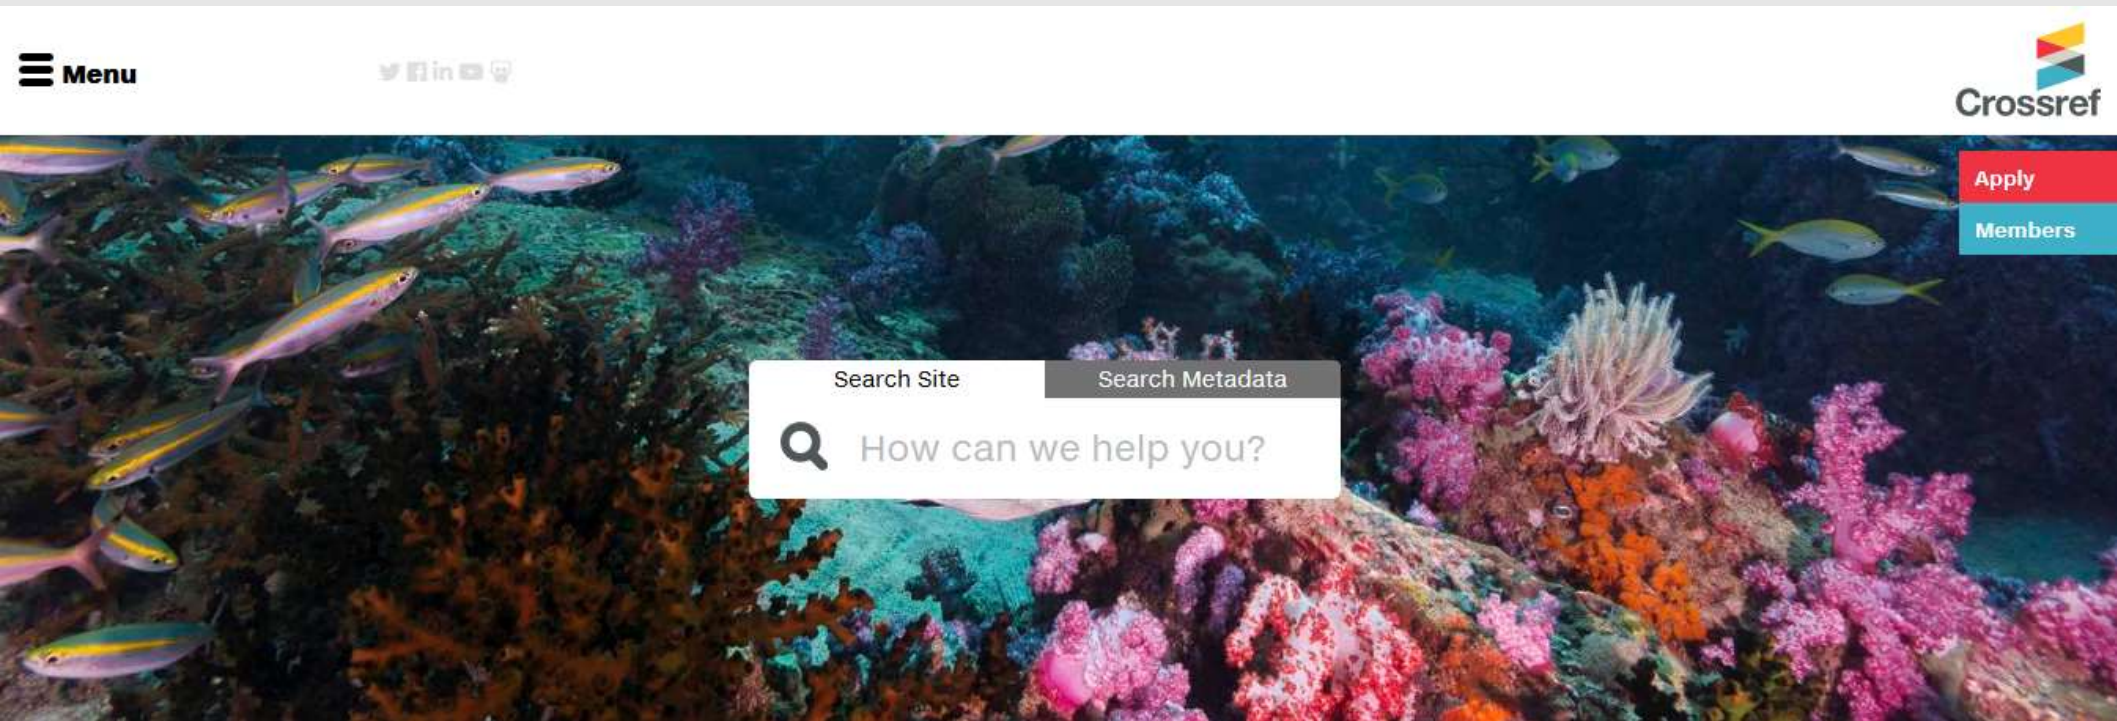 Menu
Crossref
Apply
Members
Search Site
Search Metadata
How can we help you?